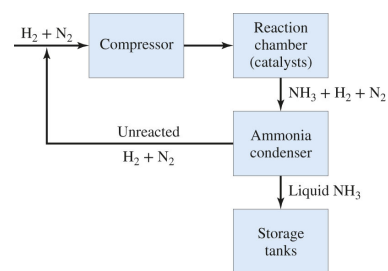 H₂ + N₂
Compressor
Reaction
chamber
(catalysts)
NH₃ + H₂ + N₂
Unreacted
H₂ + N₂
Ammonia
condenser
Liquid NH₃
Storage
tanks